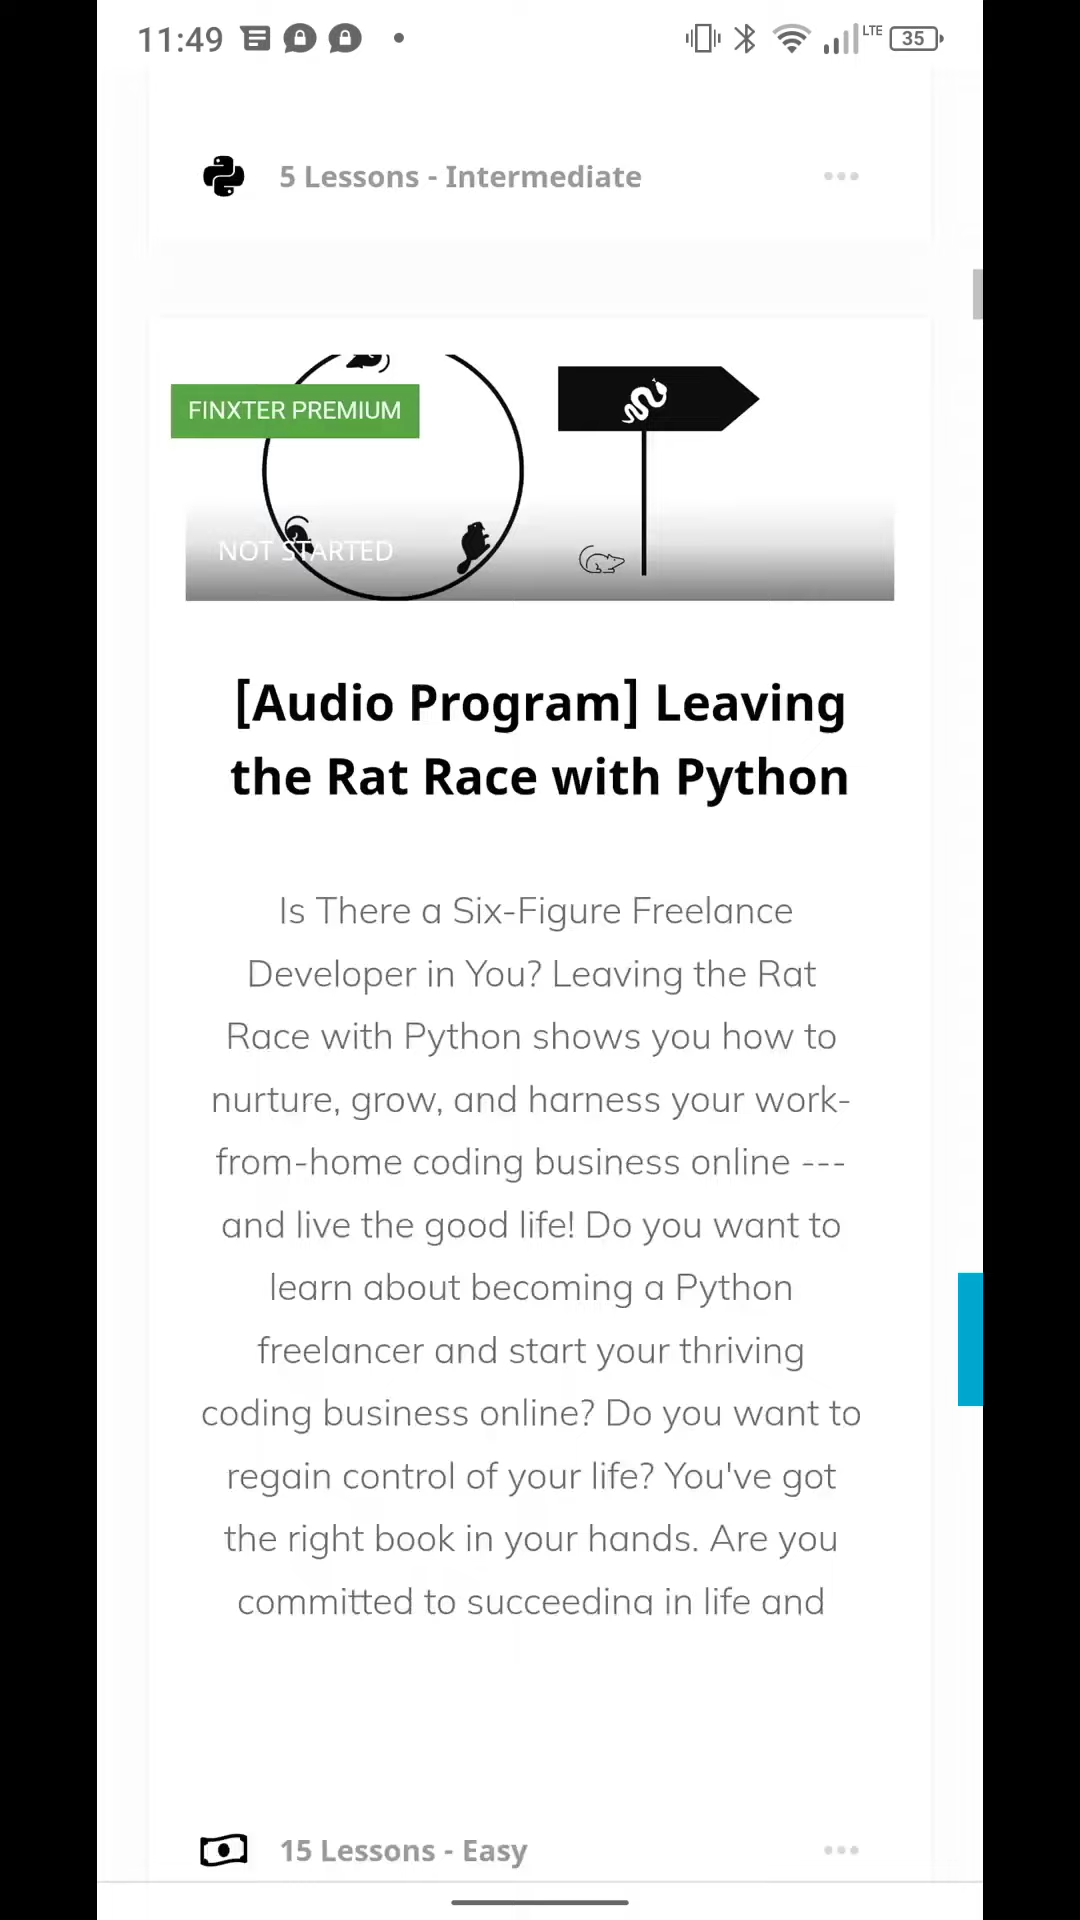 11:49
LTE
35
5 Lessons - Intermediate
FINXTER PREMIUM
NOT STARTED
[Audio Program] Leaving
the Rat Race with Python
Is There a Six-Figure Freelance
Developer in You? Leaving the Rat
Race with Python shows you how to
nurture, grow, and harness your work-
from-home coding business online ---
and live the good life! Do you want to
learn about becoming a Python
freelancer and start your thriving
coding business online? Do you want to
regain control of your life? You've got
the right book in your hands. Are you
committed to succeeding in life and
15 Lessons - Easy